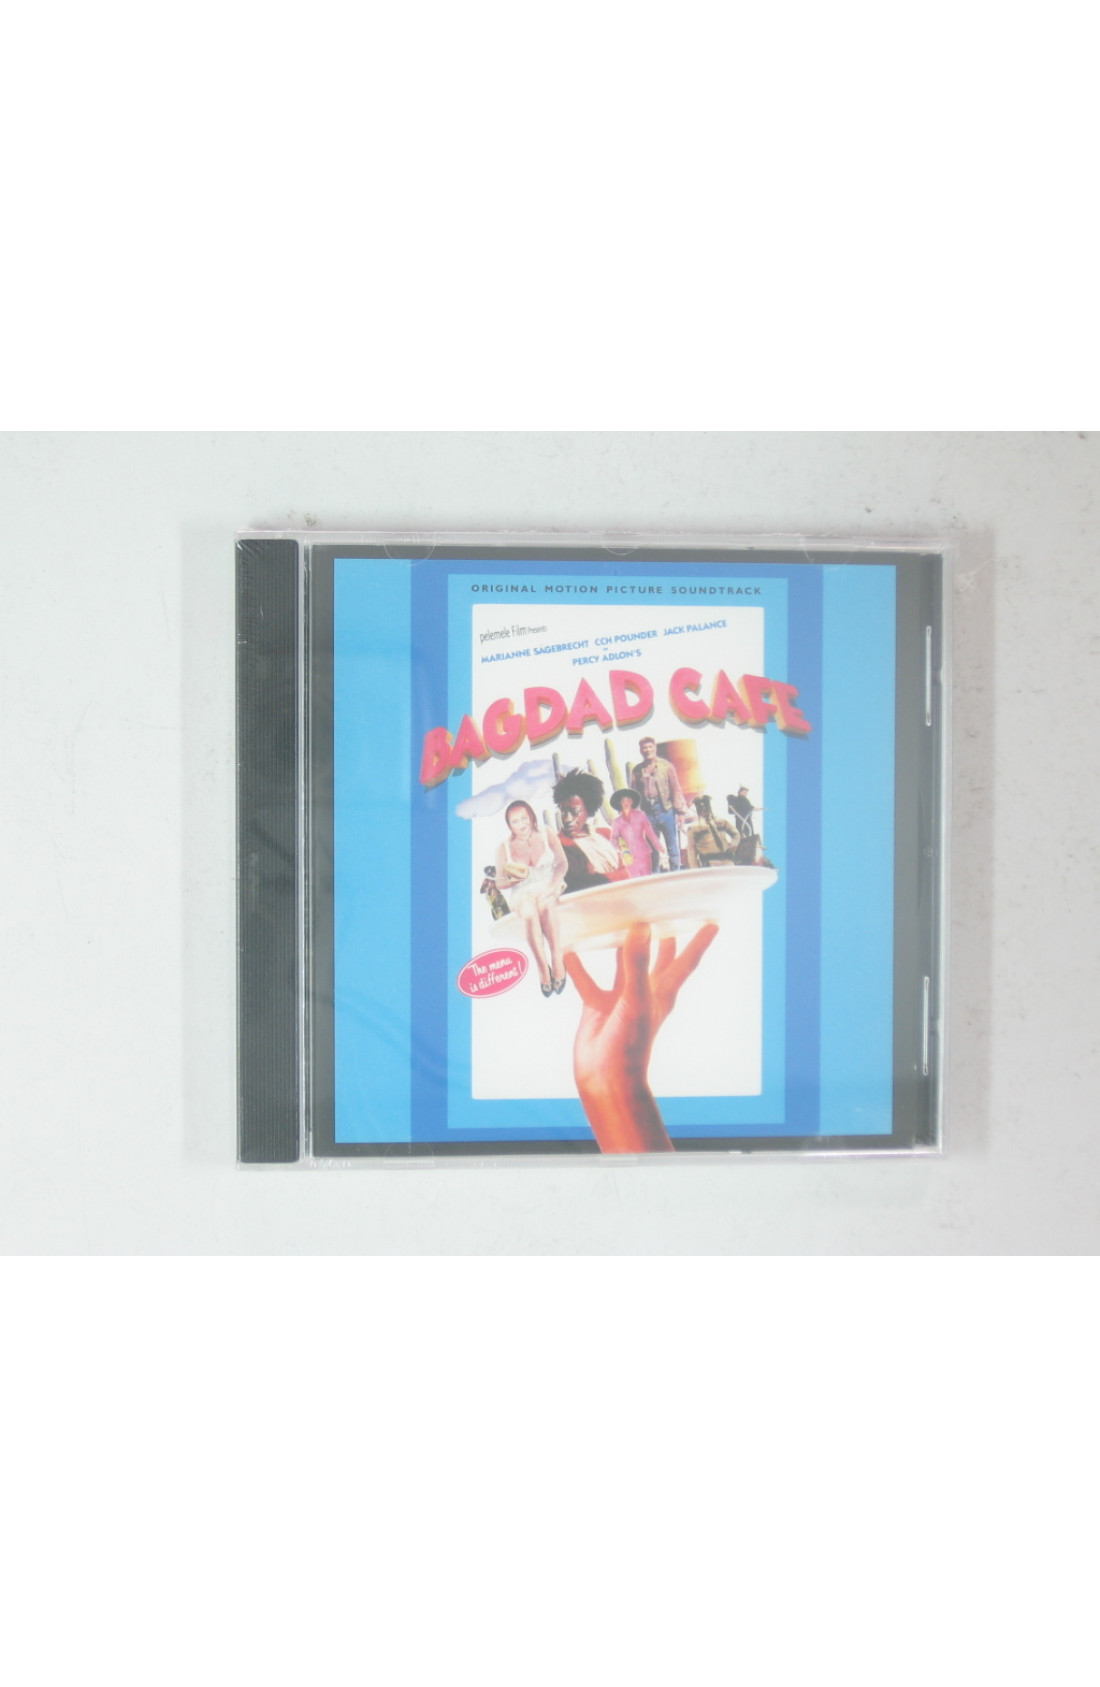 ORIGINAL MOTION PICTURE SOUNDTRACK
pelemele Film Presents
MARIANNE SAGEBRECHT CCH POUNDER JACK PALANCE
in
PERCY ADLON'S
BAGDAD CAFE
The menu
is different!